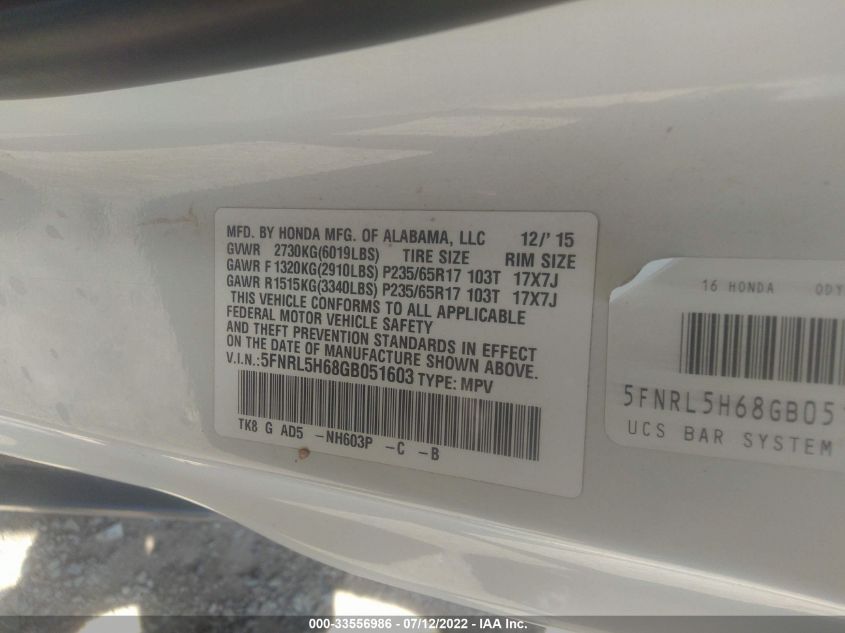 MFD. BY HONDA MFG. OF ALABAMA, LLC 12/' 15
GVWR 2730KG(6019LBS) TIRE SIZE RIM SIZE
GAWR F 1320KG(2910LBS) P235/65R17 103T 17X7J
GAWR R1515KG(3340LBS) P235/65R17 103T 17X7J
THIS VEHICLE CONFORMS TO ALL APPLICABLE
FEDERAL MOTOR VEHICLE SAFETY
AND THEFT PREVENTION STANDARDS IN EFFECT
ON THE DATE OF MANUFACTURE SHOWN ABOVE.
V.I.N.:5FNRL5H68GB051603 TYPE: MPV
TK8 G AD5 -NH603P -C -B
16 HONDA ODY
5FNRL5H68GB051
UCS BAR SYSTEM
000-33556986 - 07/12/2022 - IAA Inc.